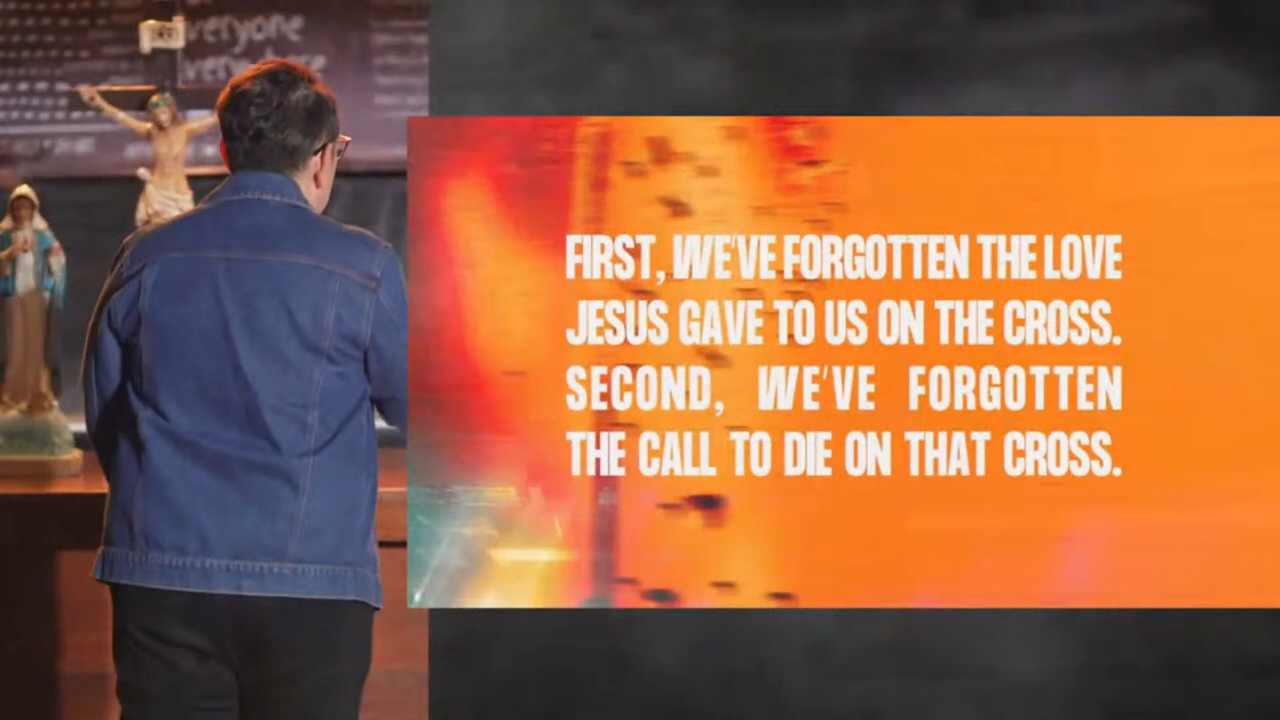 veryone
FIRST, WE'VE FORGOTTEN THE LOVE
JESUS GAVE TO US ON THE CROSS.
SECOND, WE'VE FORGOTTEN
THE CALL TO DIE ON THAT CROSS.